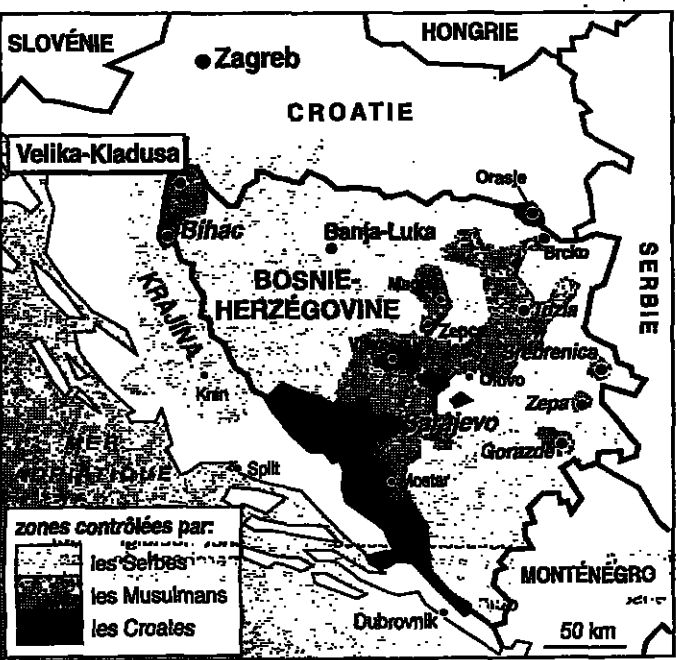 SLOVÉNIE
HONGRIE
Zagreb
CROATIE
Velika-Kladusa
Orasje
Bihac
Banja-Luka
Brcko
SERBIE
BOSNIE-
HERZÉGOVINE
KRAJINA
Tuzla
Zepce
Srebrenica
Olovo
Knin
Zepa
Sarajevo
Gorazde
MER
ADRIATIQUE
Split
Mostar
zones contrôlées par:
les Serbes
les Musulmans
les Croates
MONTÉNÉGRO
Dubrovnik
50 km